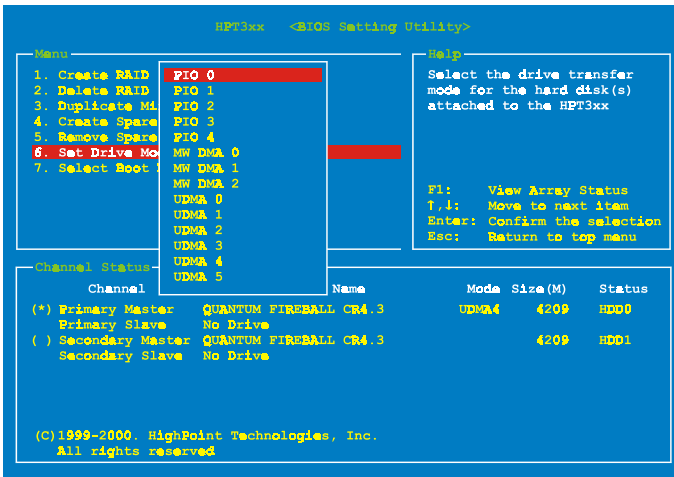 HPT3xx <BIOS Setting Utility>
Menu
1. Create RAID
2. Delete RAID
3. Duplicate Mi
4. Create Spare
5. Remove Spare
6. Set Drive Mo
7. Select Boot
PIO 0
PIO 1
PIO 2
PIO 3
PIO 4
MW DMA 0
MW DMA 1
MW DMA 2
UDMA 0
UDMA 1
UDMA 2
UDMA 3
UDMA 4
UDMA 5
Help
Select the drive transfer
mode for the hard disk(s)
attached to the HPT3xx
F1: View Array Status
↑,↓: Move to next item
Enter: Confirm the selection
Esc: Return to top menu
Channel Status
Channel Name Mode Size(M) Status
(*) Primary Master QUANTUM FIREBALL CR4.3 UDMA4 4209 HDD0
Primary Slave No Drive
( ) Secondary Master QUANTUM FIREBALL CR4.3 4209 HDD1
Secondary Slave No Drive
(C)1999-2000. HighPoint Technologies, Inc.
All rights reserved